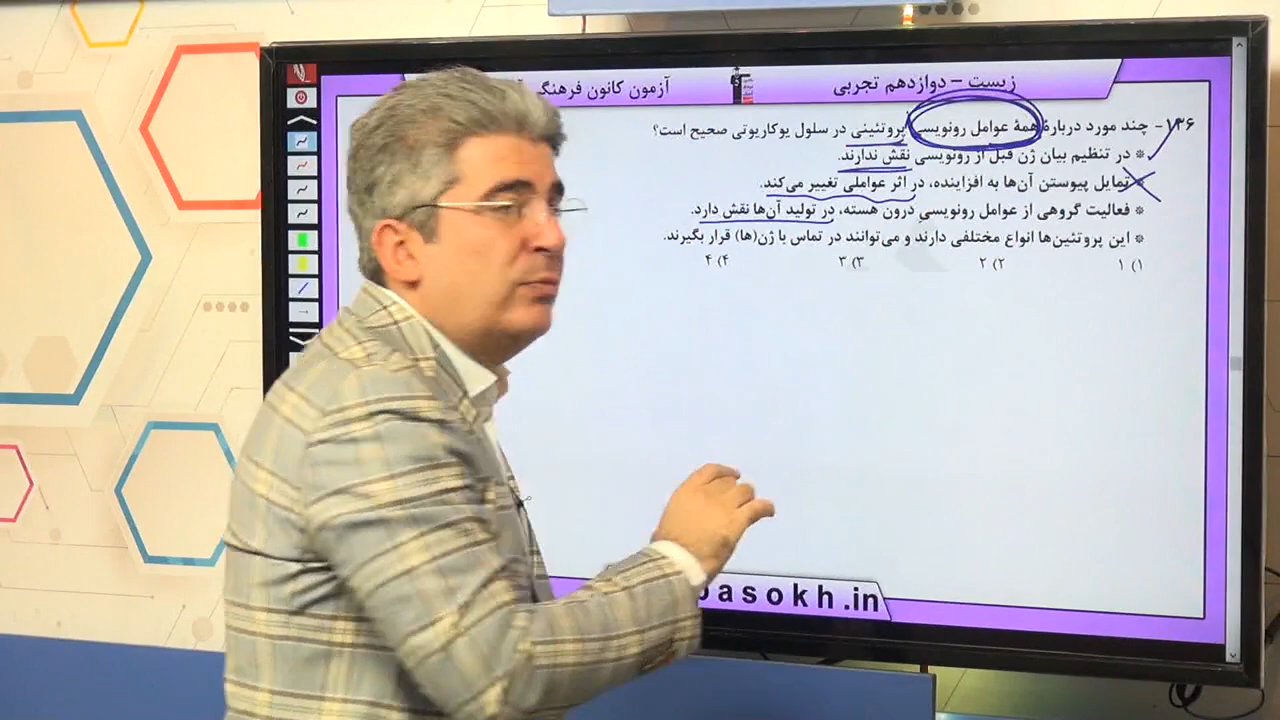 زیست – دوازدهم تجربی
آزمون کانون فرهنگی
۱۳۶- چند مورد دربارهٔ همهٔ عوامل رونویسی پروتئینی در سلول یوکاریوتی صحیح است؟
* در تنظیم بیان ژن قبل از رونویسی نقش ندارند.
* تمایل پیوستن آن‌ها به افزاینده، در اثر عواملی تغییر می‌کند.
* فعالیت گروهی از عوامل رونویسیِ درون هسته، در تولید آن‌ها نقش دارد.
* این پروتئین‌ها انواع مختلفی دارند و می‌توانند در تماس با ژن(ها) قرار بگیرند.
۱) ۱ ۲) ۲ ۳) ۳ ۴) ۴
pasokh.in